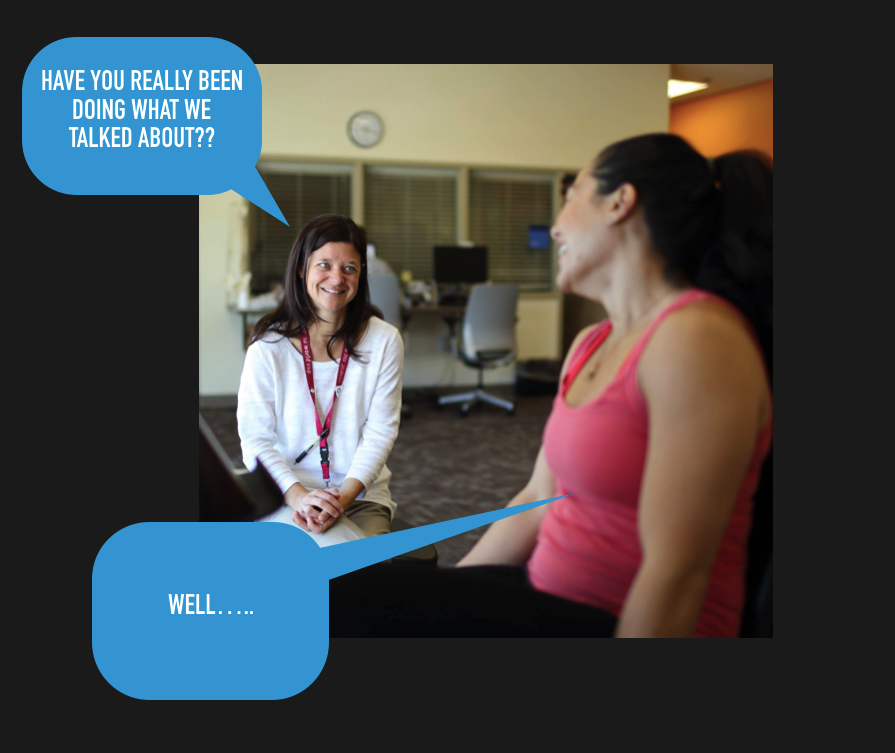 HAVE YOU REALLY BEEN
DOING WHAT WE
TALKED ABOUT??
WELL.....